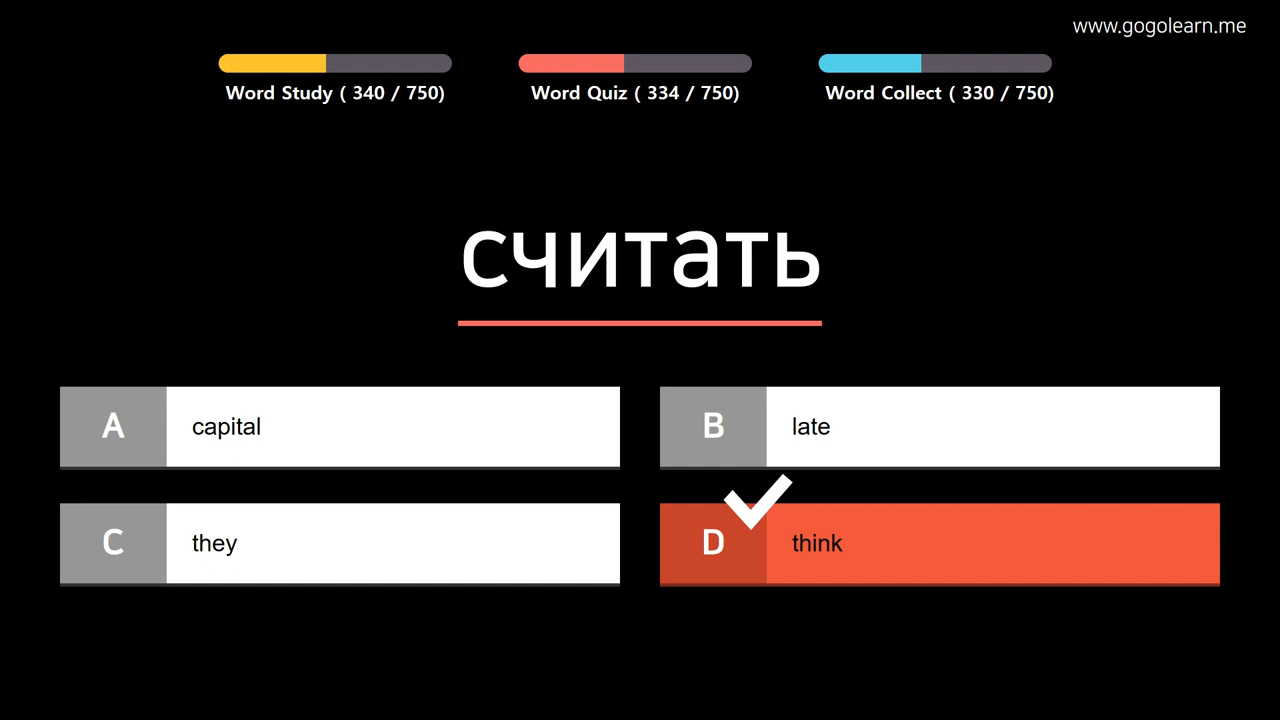 www.gogolearn.me
Word Study ( 340 / 750)
Word Quiz ( 334 / 750)
Word Collect ( 330 / 750)
считать
A
capital
B
late
C
they
D
think